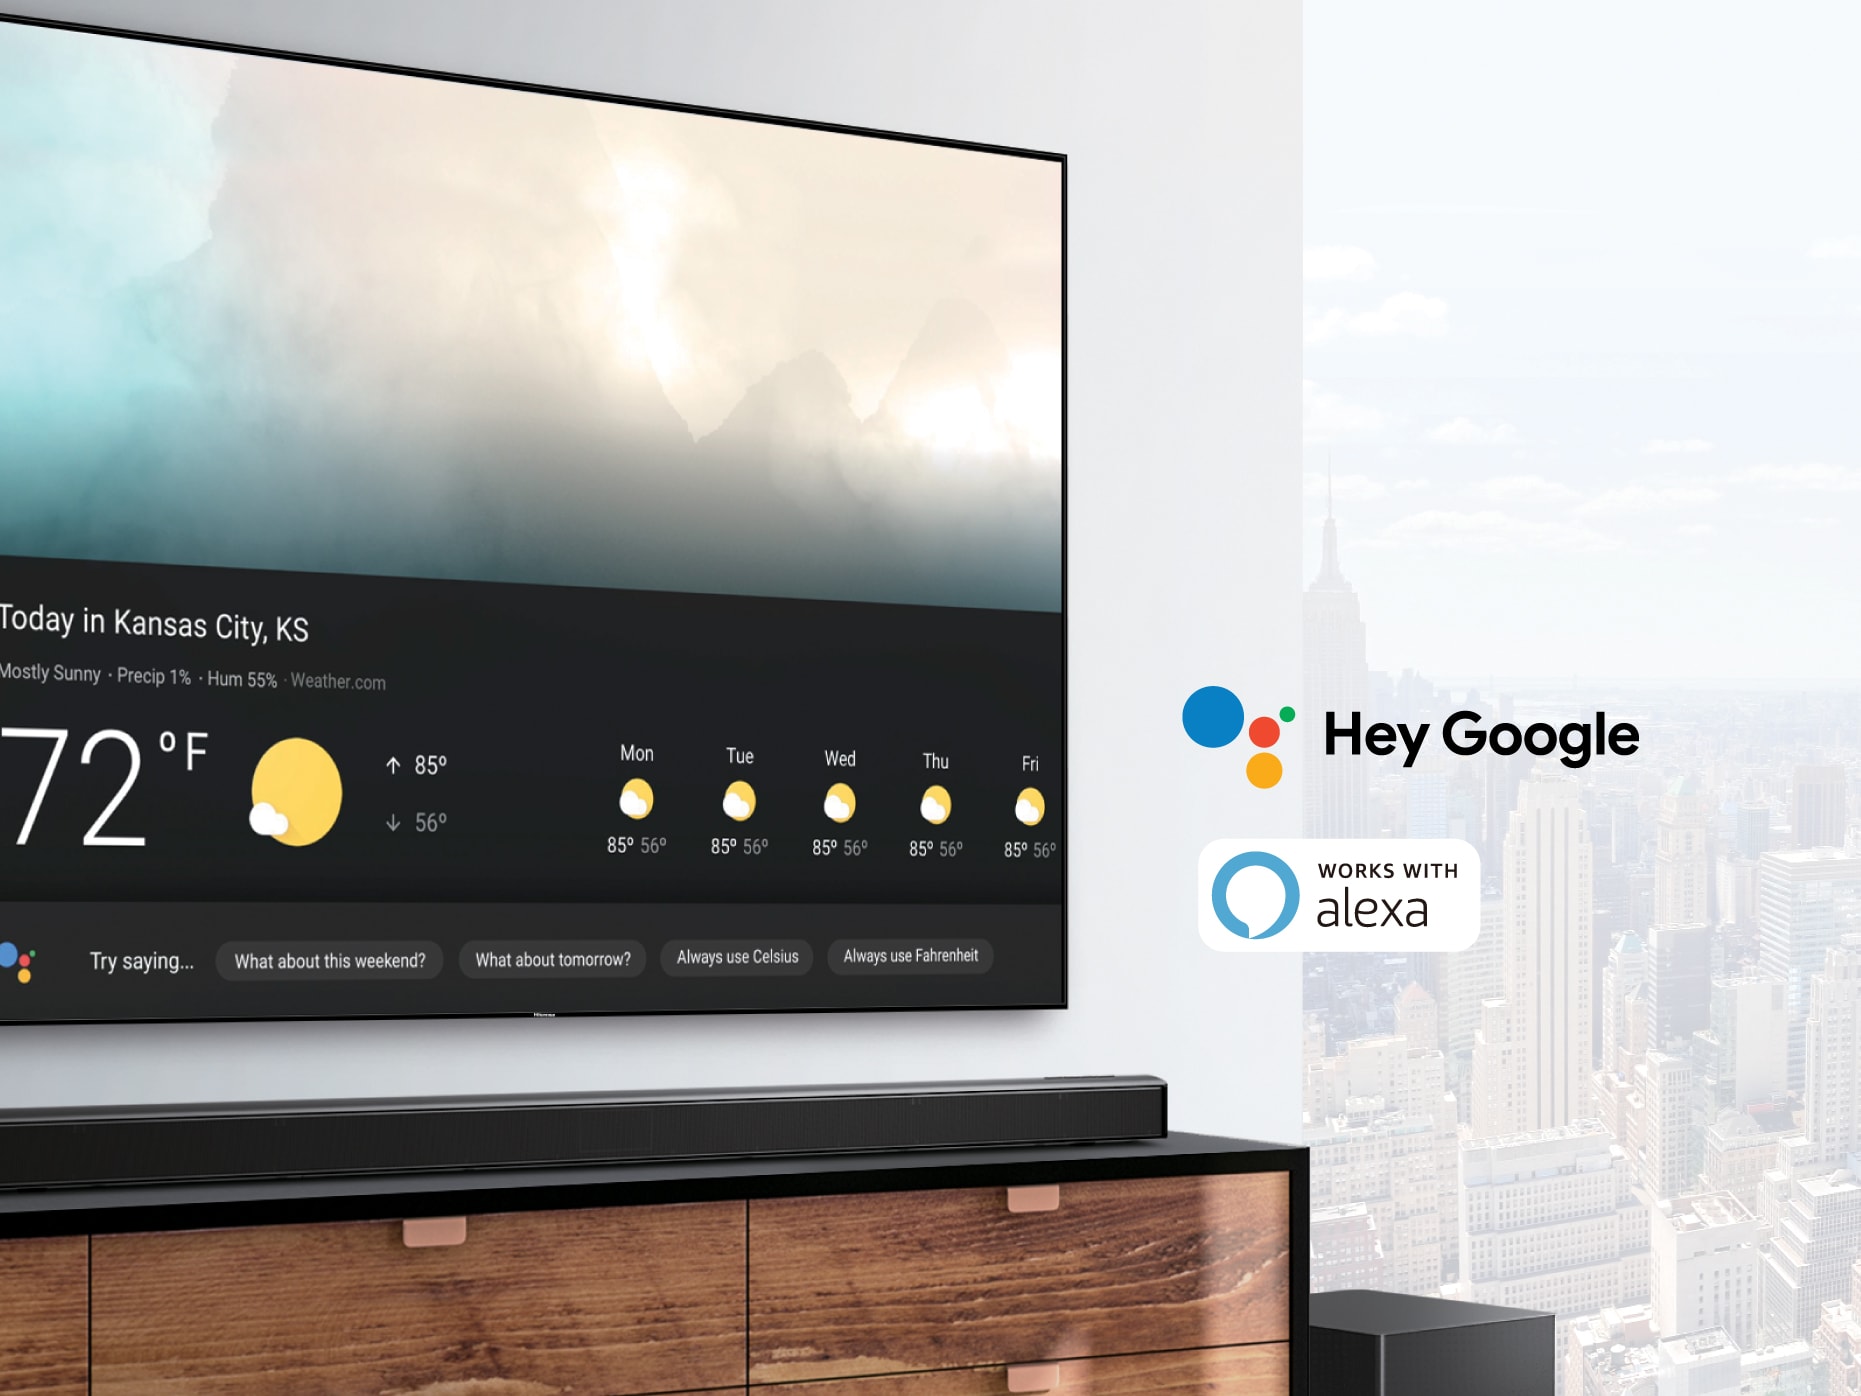 Today in Kansas City, KS
Mostly Sunny · Precip 1% · Hum 55% · Weather.com
72 °F
↑ 85°
↓ 56°
Mon Tue Wed Thu Fri
85° 56° 85° 56° 85° 56° 85° 56° 85° 56°
Try saying... What about this weekend? What about tomorrow? Always use Celsius Always use Fahrenheit
Hisense
Hey Google
WORKS WITH
alexa